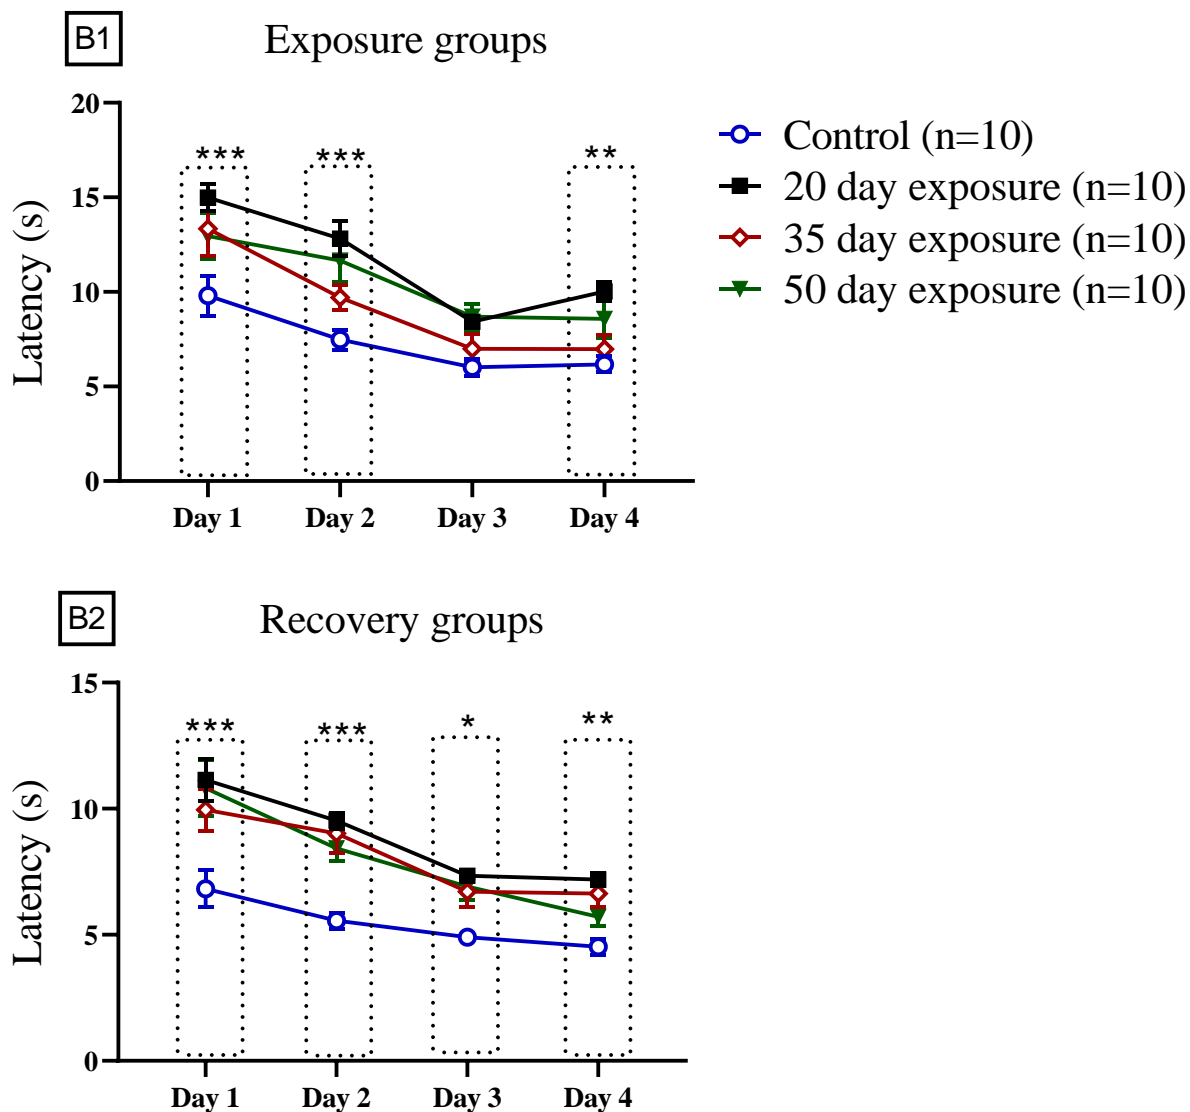 B1 Exposure groups
20
15
10
5
0
Latency (s)
*** *** **
Day 1 Day 2 Day 3 Day 4
Control (n=10)
20 day exposure (n=10)
35 day exposure (n=10)
50 day exposure (n=10)
B2 Recovery groups
15
10
5
0
Latency (s)
*** *** * **
Day 1 Day 2 Day 3 Day 4